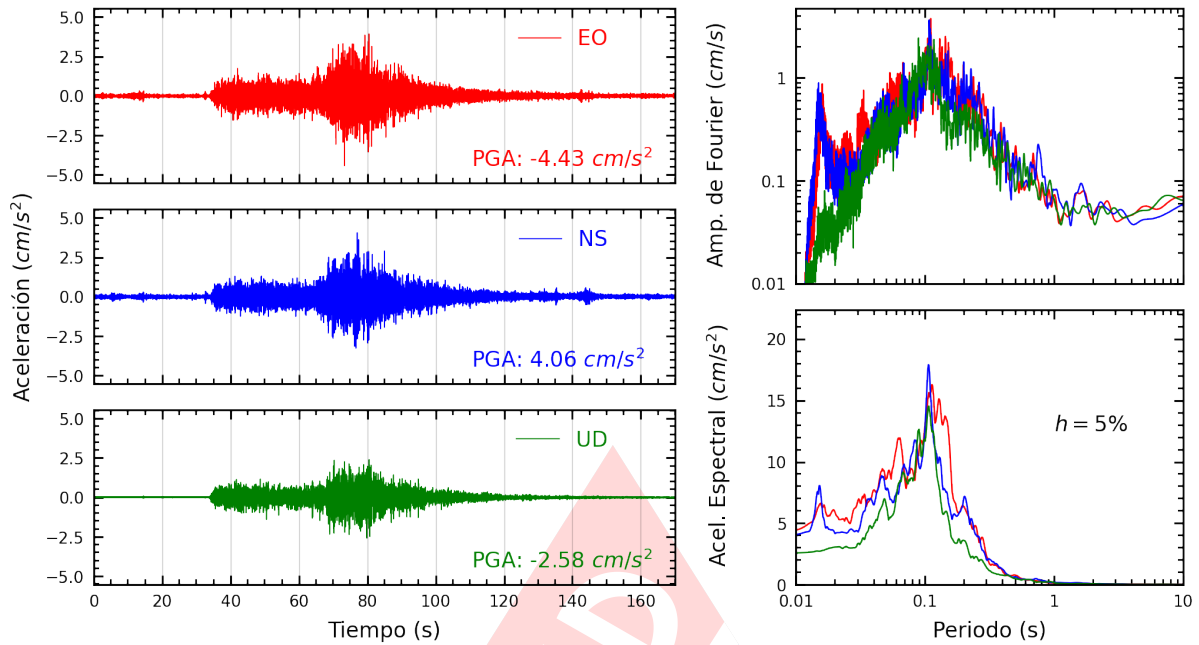 Aceleración (cm/s²)
5.0
2.5
0.0
−2.5
−5.0
EO
PGA: -4.43 cm/s²
5.0
2.5
0.0
−2.5
−5.0
NS
PGA: 4.06 cm/s²
5.0
2.5
0.0
−2.5
−5.0
UD
PGA: -2.58 cm/s²
0 20 40 60 80 100 120 140 160
Tiempo (s)
Amp. de Fourier (cm/s)
1
0.1
0.01
Acel. Espectral (cm/s²)
20
15
10
5
0
h = 5%
0.01 0.1 1 10
Periodo (s)